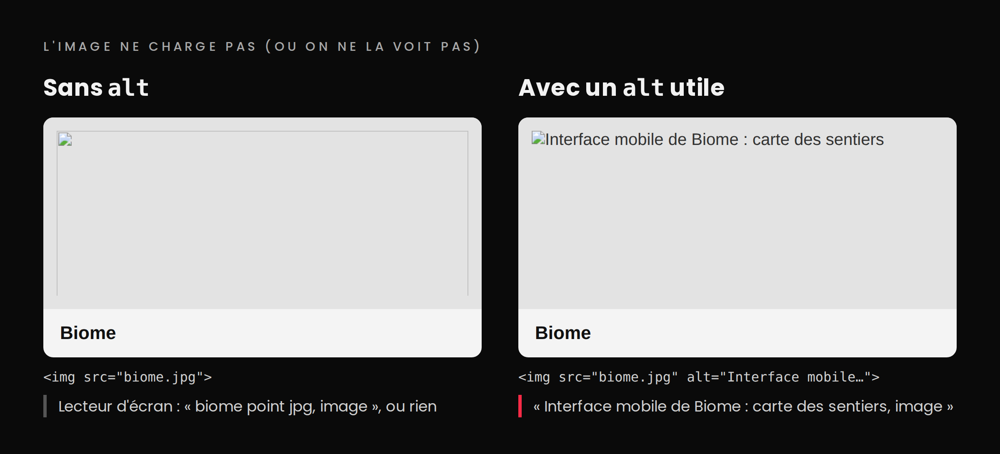 L'IMAGE NE CHARGE PAS (OU ON NE LA VOIT PAS)
Sans alt
Biome
<img src="biome.jpg">
Lecteur d'écran : « biome point jpg, image », ou rien
Avec un alt utile
Interface mobile de Biome : carte des sentiers
Biome
<img src="biome.jpg" alt="Interface mobile…">
« Interface mobile de Biome : carte des sentiers, image »